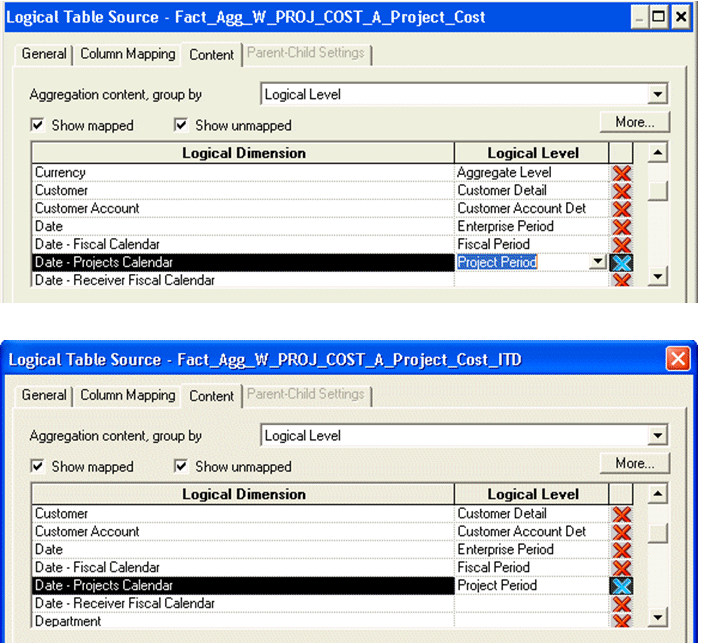 Logical Table Source - Fact_Agg_W_PROJ_COST_A_Project_Cost
General Column Mapping Content Parent-Child Settings
Aggregation content, group by Logical Level
Show mapped Show unmapped More...
Logical Dimension Logical Level
Currency Aggregate Level
Customer Customer Detail
Customer Account Customer Account Det
Date Enterprise Period
Date - Fiscal Calendar Fiscal Period
Date - Projects Calendar Project Period
Date - Receiver Fiscal Calendar
Logical Table Source - Fact_Agg_W_PROJ_COST_A_Project_Cost_ITD
General Column Mapping Content Parent-Child Settings
Aggregation content, group by Logical Level
Show mapped Show unmapped More...
Logical Dimension Logical Level
Customer Customer Detail
Customer Account Customer Account Det
Date Enterprise Period
Date - Fiscal Calendar Fiscal Period
Date - Projects Calendar Project Period
Date - Receiver Fiscal Calendar
Department